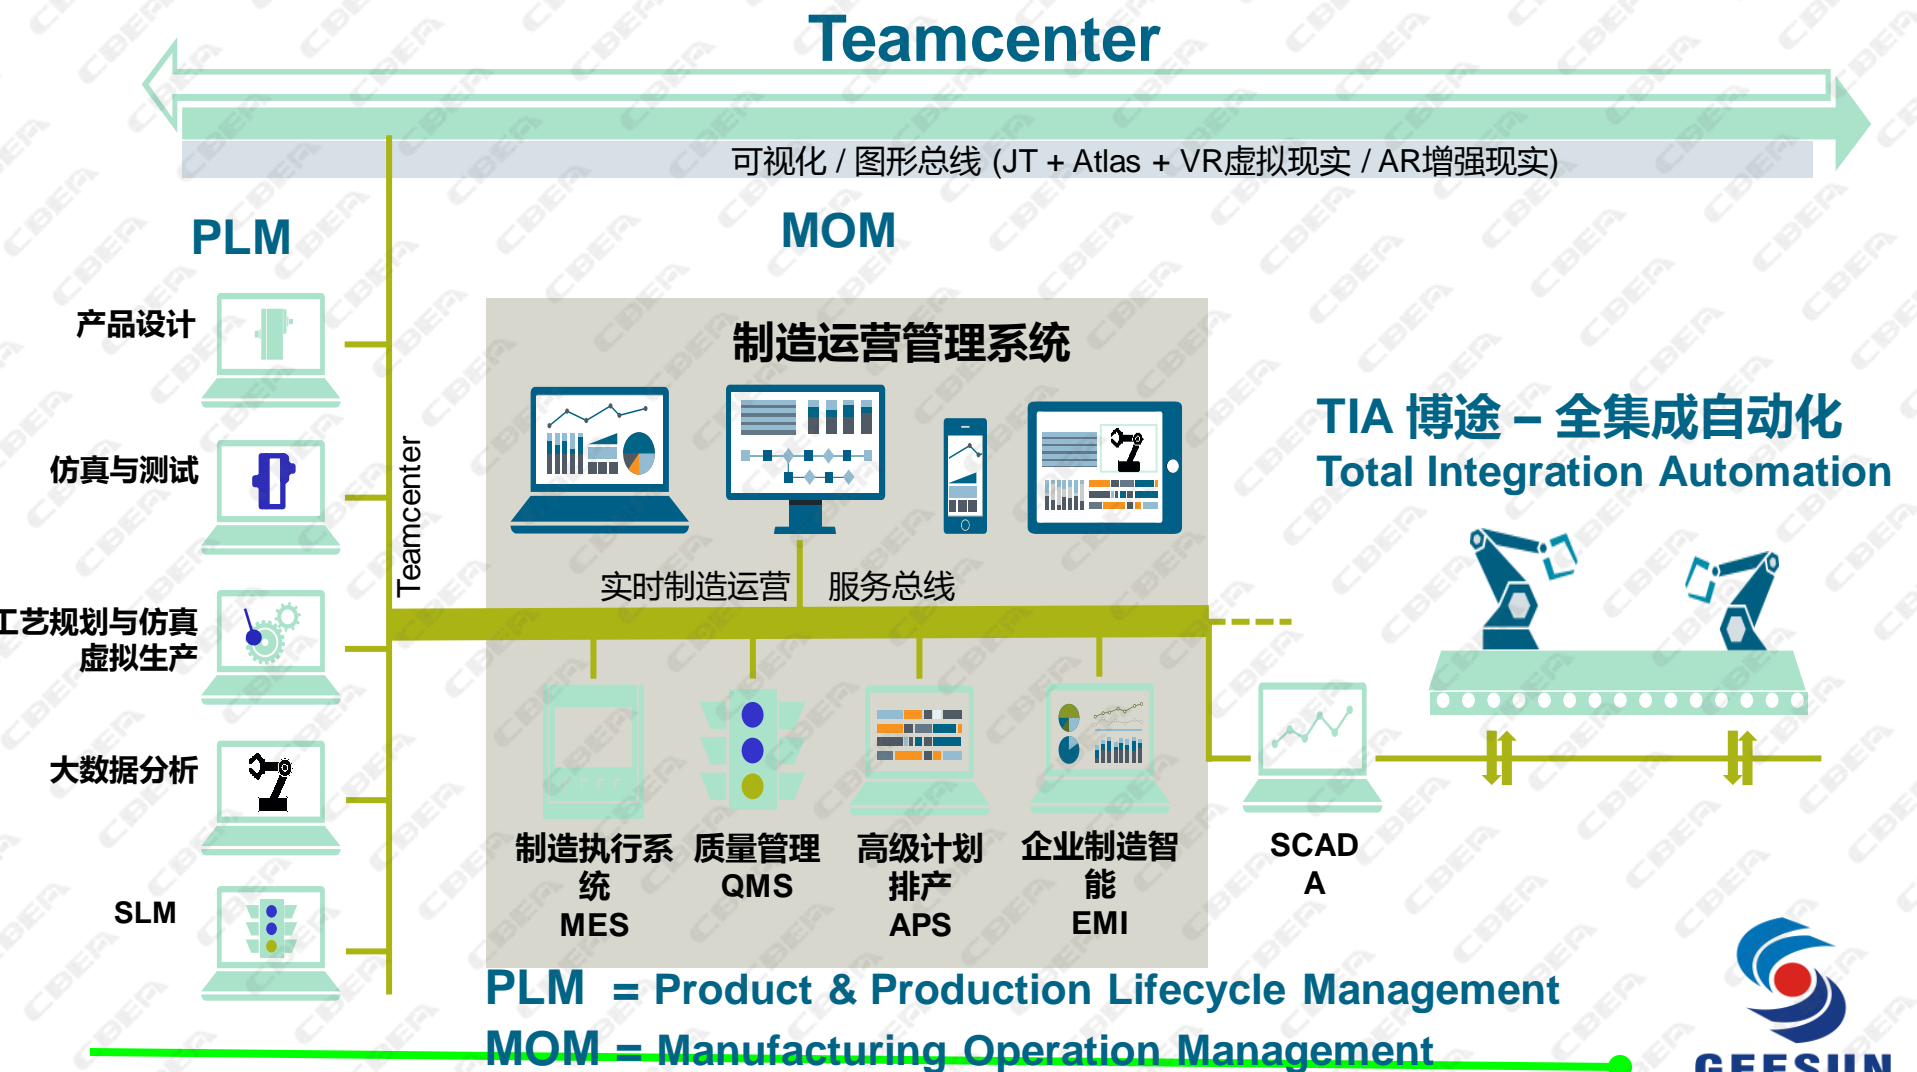 Teamcenter
可视化 / 图形总线 (JT + Atlas + VR虚拟现实 / AR增强现实)
PLM
MOM
产品设计
仿真与测试
工艺规划与仿真
虚拟生产
大数据分析
SLM
Teamcenter
制造运营管理系统
实时制造运营 服务总线
制造执行系
统
MES
质量管理
QMS
高级计划
排产
APS
企业制造智
能
EMI
TIA 博途 – 全集成自动化
Total Integration Automation
SCAD
A
PLM = Product & Production Lifecycle Management
MOM = Manufacturing Operation Management
GEESUN
CBEA